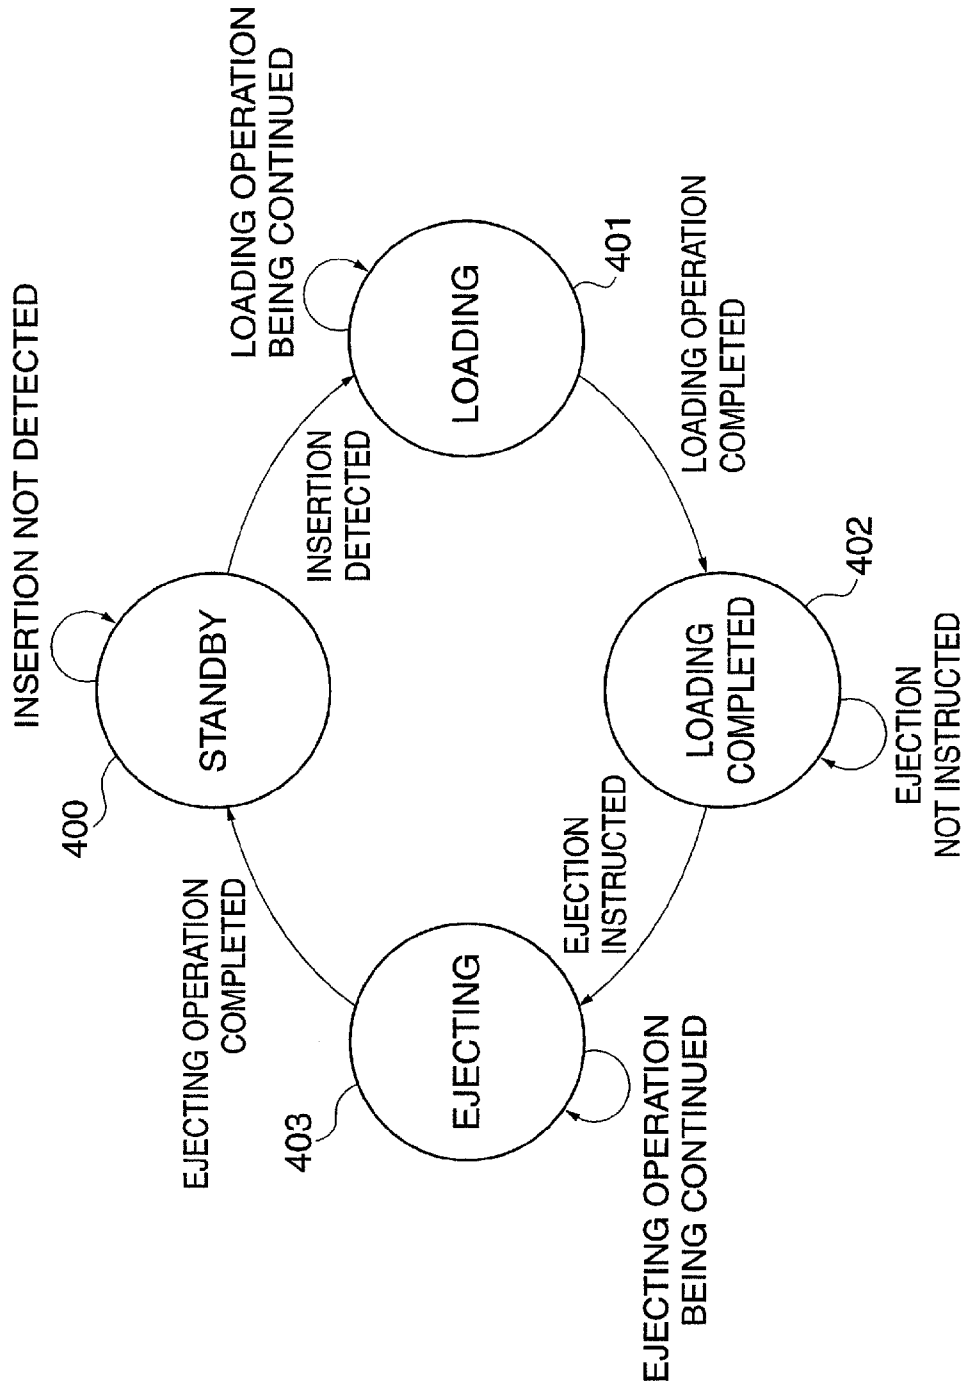 INSERTION NOT DETECTED
400
STANDBY
LOADING OPERATION
BEING CONTINUED
INSERTION
DETECTED
LOADING
401
EJECTING OPERATION
COMPLETED
403
EJECTING
EJECTION
INSTRUCTED
LOADING OPERATION
COMPLETED
LOADING
COMPLETED
402
EJECTING OPERATION
BEING CONTINUED
EJECTION
NOT INSTRUCTED